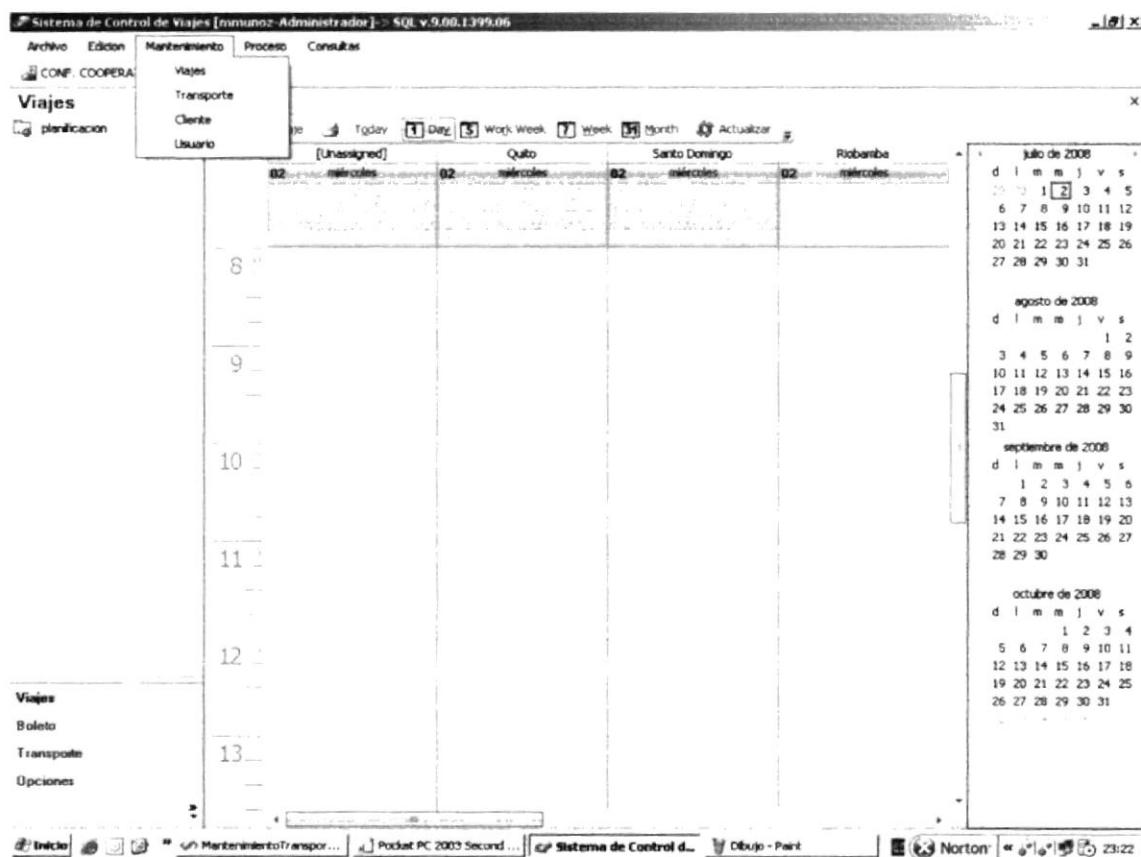 Sistema de Control de Viajes [mmunoz-Administrador]-> SQL v.9.00.1399.06
Archivo Edicion Mantenimiento Proceso Consultas
CONF. COOPERA
Viajes
Transporte
Cliente
Usuario
Viajes
planificacion
Today Day Work Week Week Month Actualizar
[Unassigned] Quito Santo Domingo Riobamba
02 miércoles 02 miércoles 02 miércoles 02 miércoles
8
9
10
11
12
13
julio de 2008
d l m m j v s
29 30 1 2 3 4 5
6 7 8 9 10 11 12
13 14 15 16 17 18 19
20 21 22 23 24 25 26
27 28 29 30 31
agosto de 2008
d l m m j v s
1 2
3 4 5 6 7 8 9
10 11 12 13 14 15 16
17 18 19 20 21 22 23
24 25 26 27 28 29 30
31
septiembre de 2008
d l m m j v s
1 2 3 4 5 6
7 8 9 10 11 12 13
14 15 16 17 18 19 20
21 22 23 24 25 26 27
28 29 30
octubre de 2008
d l m m j v s
1 2 3 4
5 6 7 8 9 10 11
12 13 14 15 16 17 18
19 20 21 22 23 24 25
26 27 28 29 30 31
Viajes
Boleto
Transporte
Opciones
Inicio MantenimientoTranspor... Pocket PC 2003 Second ... Sistema de Control d... Dibujo - Paint Norton 23:22